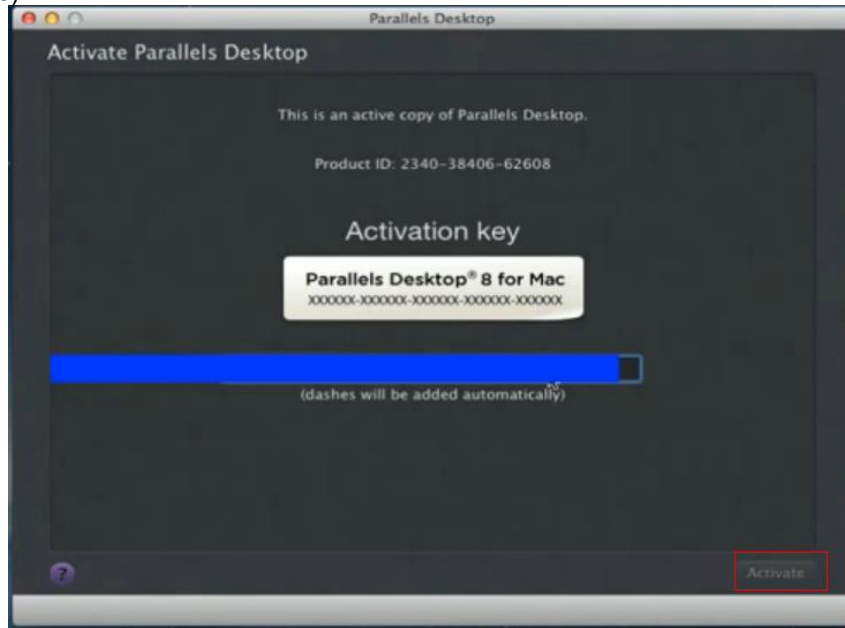 Parallels Desktop
Activate Parallels Desktop
This is an active copy of Parallels Desktop.
Product ID: 2340-38406-62608
Activation key
Parallels Desktop® 8 for Mac
XXXXXX-XXXXXX-XXXXXX-XXXXXX-XXXXXX
(dashes will be added automatically)
?
Activate